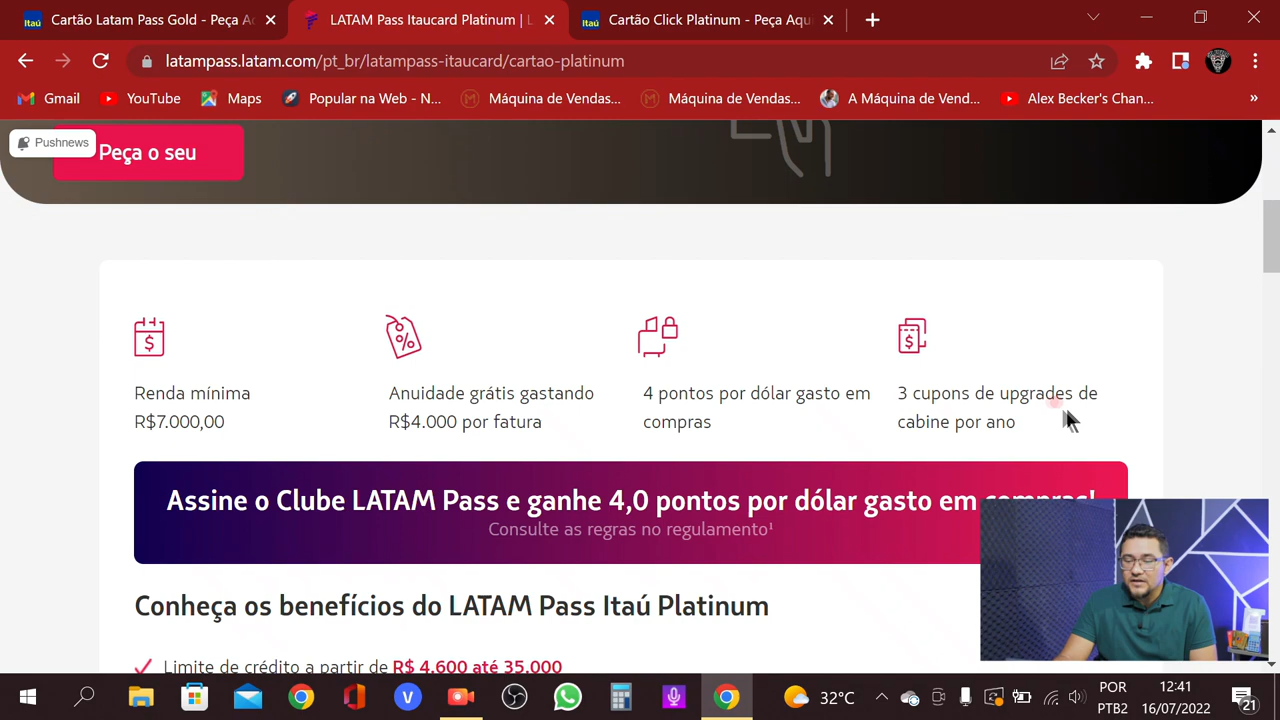 Cartão Latam Pass Gold - Peça Ac
LATAM Pass Itaucard Platinum | L
Itaú
Cartão Click Platinum - Peça Aqu
latampass.latam.com/pt_br/latampass-itaucard/cartao-platinum
Gmail
YouTube
Maps
Popular na Web - N...
Máquina de Vendas...
Máquina de Vendas...
A Máquina de Vend...
Alex Becker's Chan...
»
Pushnews
Peça o seu
Renda mínima
R$7.000,00
Anuidade grátis gastando
R$4.000 por fatura
4 pontos por dólar gasto em
compras
3 cupons de upgrades de
cabine por ano
Assine o Clube LATAM Pass e ganhe 4,0 pontos por dólar gasto em compras!
Consulte as regras no regulamento¹
Conheça os benefícios do LATAM Pass Itaú Platinum
Limite de crédito a partir de R$ 4.600 até 35.000
32°C
POR
PTB2
12:41
16/07/2022
21